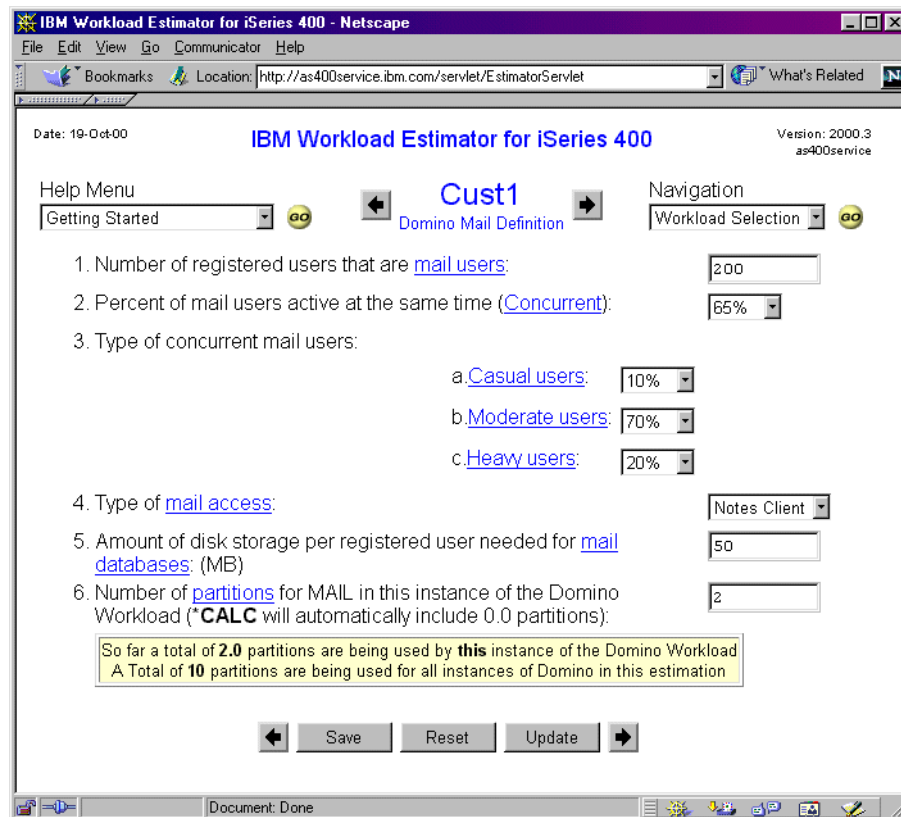 IBM Workload Estimator for iSeries 400 - Netscape
File Edit View Go Communicator Help
Bookmarks Location: http://as400service.ibm.com/servlet/EstimatorServlet What's Related N
Date: 19-Oct-00 IBM Workload Estimator for iSeries 400 Version: 2000.3
as400service
Help Menu Cust1 Navigation
Getting Started GO Domino Mail Definition Workload Selection GO
1. Number of registered users that are mail users: 200
2. Percent of mail users active at the same time (Concurrent): 65%
3. Type of concurrent mail users:
a. Casual users: 10%
b. Moderate users: 70%
c. Heavy users: 20%
4. Type of mail access: Notes Client
5. Amount of disk storage per registered user needed for mail 50
databases: (MB)
6. Number of partitions for MAIL in this instance of the Domino 2
Workload (*CALC will automatically include 0.0 partitions):
So far a total of 2.0 partitions are being used by this instance of the Domino Workload
A Total of 10 partitions are being used for all instances of Domino in this estimation
Save Reset Update
Document: Done